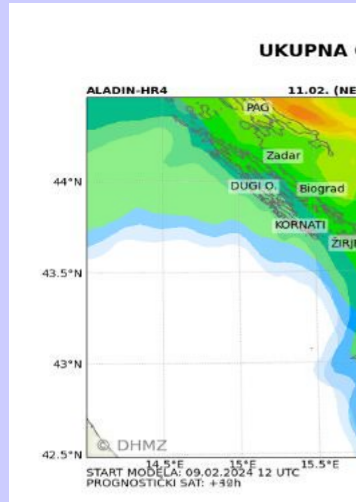 UKUPNA
ALADIN-HR4 11.02. (NE
PAG
Zadar
44°N
DUGI O. Biograd
KORNATI
ŽIRJ
43.5°N
43°N
© DHMZ
42.5°N
14.5°E 15°E 15.5°E
START MODELA: 09.02.2024 12 UTC
PROGNOSTIČKI SAT: